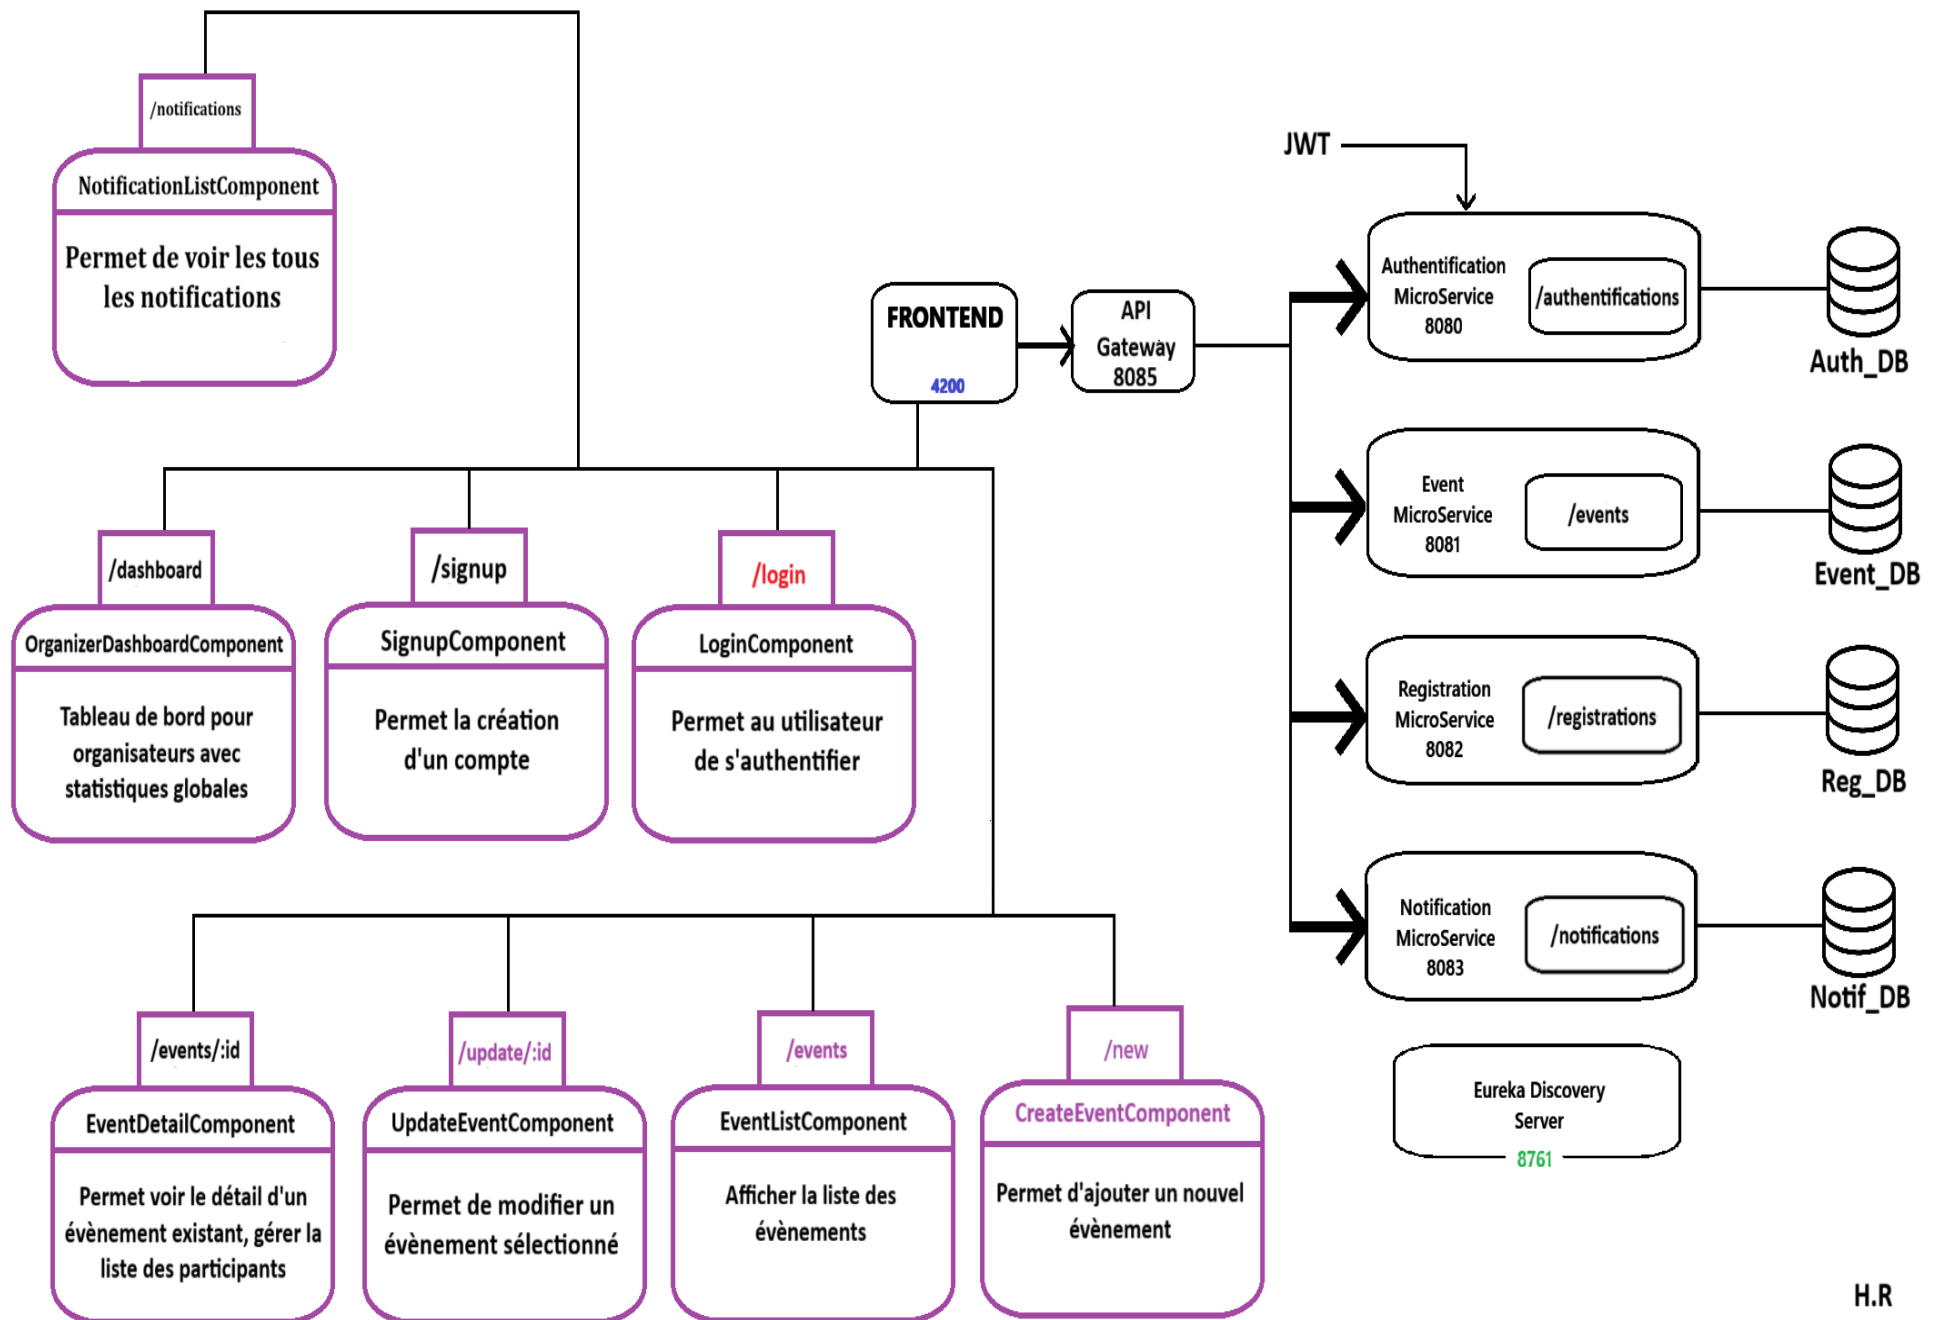 /notifications
NotificationListComponent
Permet de voir les tous
les notifications
JWT
FRONTEND
4200
API
Gateway
8085
Authentification
MicroService
8080
/authentifications
Auth_DB
Event
MicroService
8081
/events
Event_DB
Registration
MicroService
8082
/registrations
Reg_DB
Notification
MicroService
8083
/notifications
Notif_DB
Eureka Discovery
Server
8761
/dashboard
OrganizerDashboardComponent
Tableau de bord pour
organisateurs avec
statistiques globales
/signup
SignupComponent
Permet la création
d'un compte
/login
LoginComponent
Permet au utilisateur
de s'authentifier
/events/:id
EventDetailComponent
Permet voir le détail d'un
évènement existant, gérer la
liste des participants
/update/:id
UpdateEventComponent
Permet de modifier un
évènement sélectionné
/events
EventListComponent
Afficher la liste des
évènements
/new
CreateEventComponent
Permet d'ajouter un nouvel
évènement
H.R